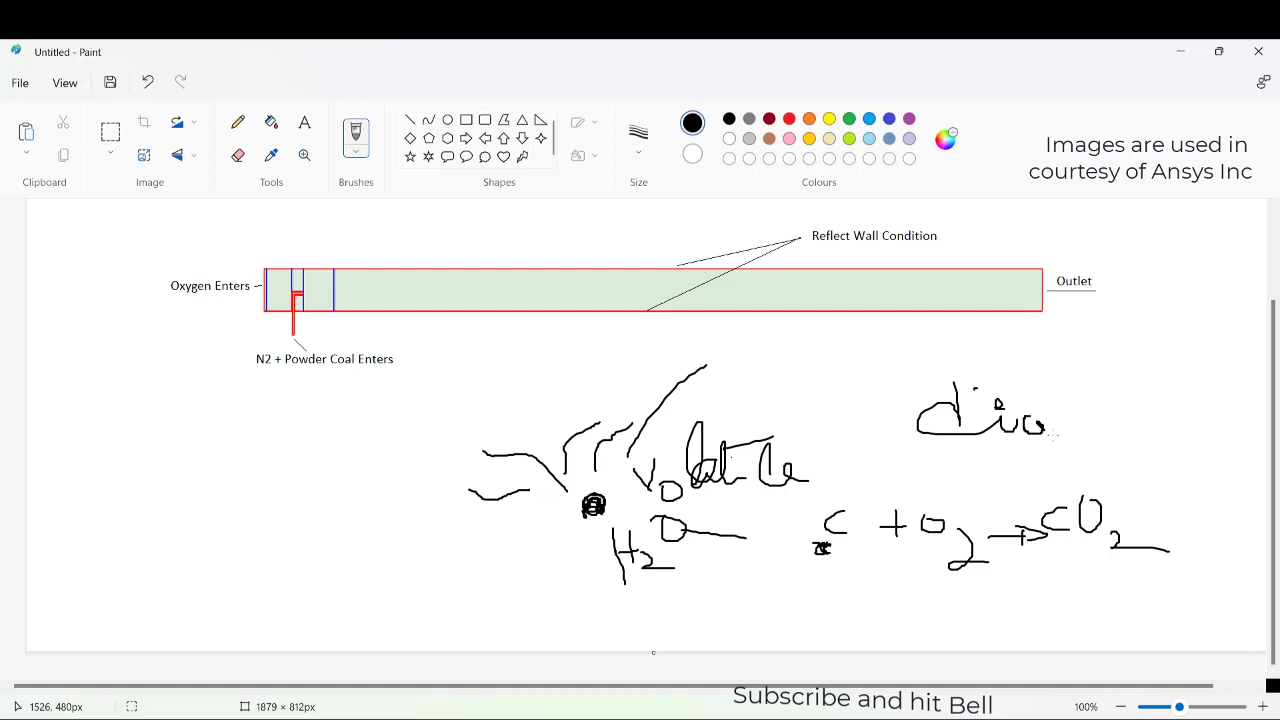 Untitled - Paint
File View
Images are used in
courtesy of Ansys Inc
Clipboard Image Tools Brushes Shapes Size Colours
Reflect Wall Condition
Oxygen Enters
Outlet
N2 + Powder Coal Enters
H2O
C + O2 → CO2
Subscribe and hit Bell
1526, 480px 1879 × 812px 100%